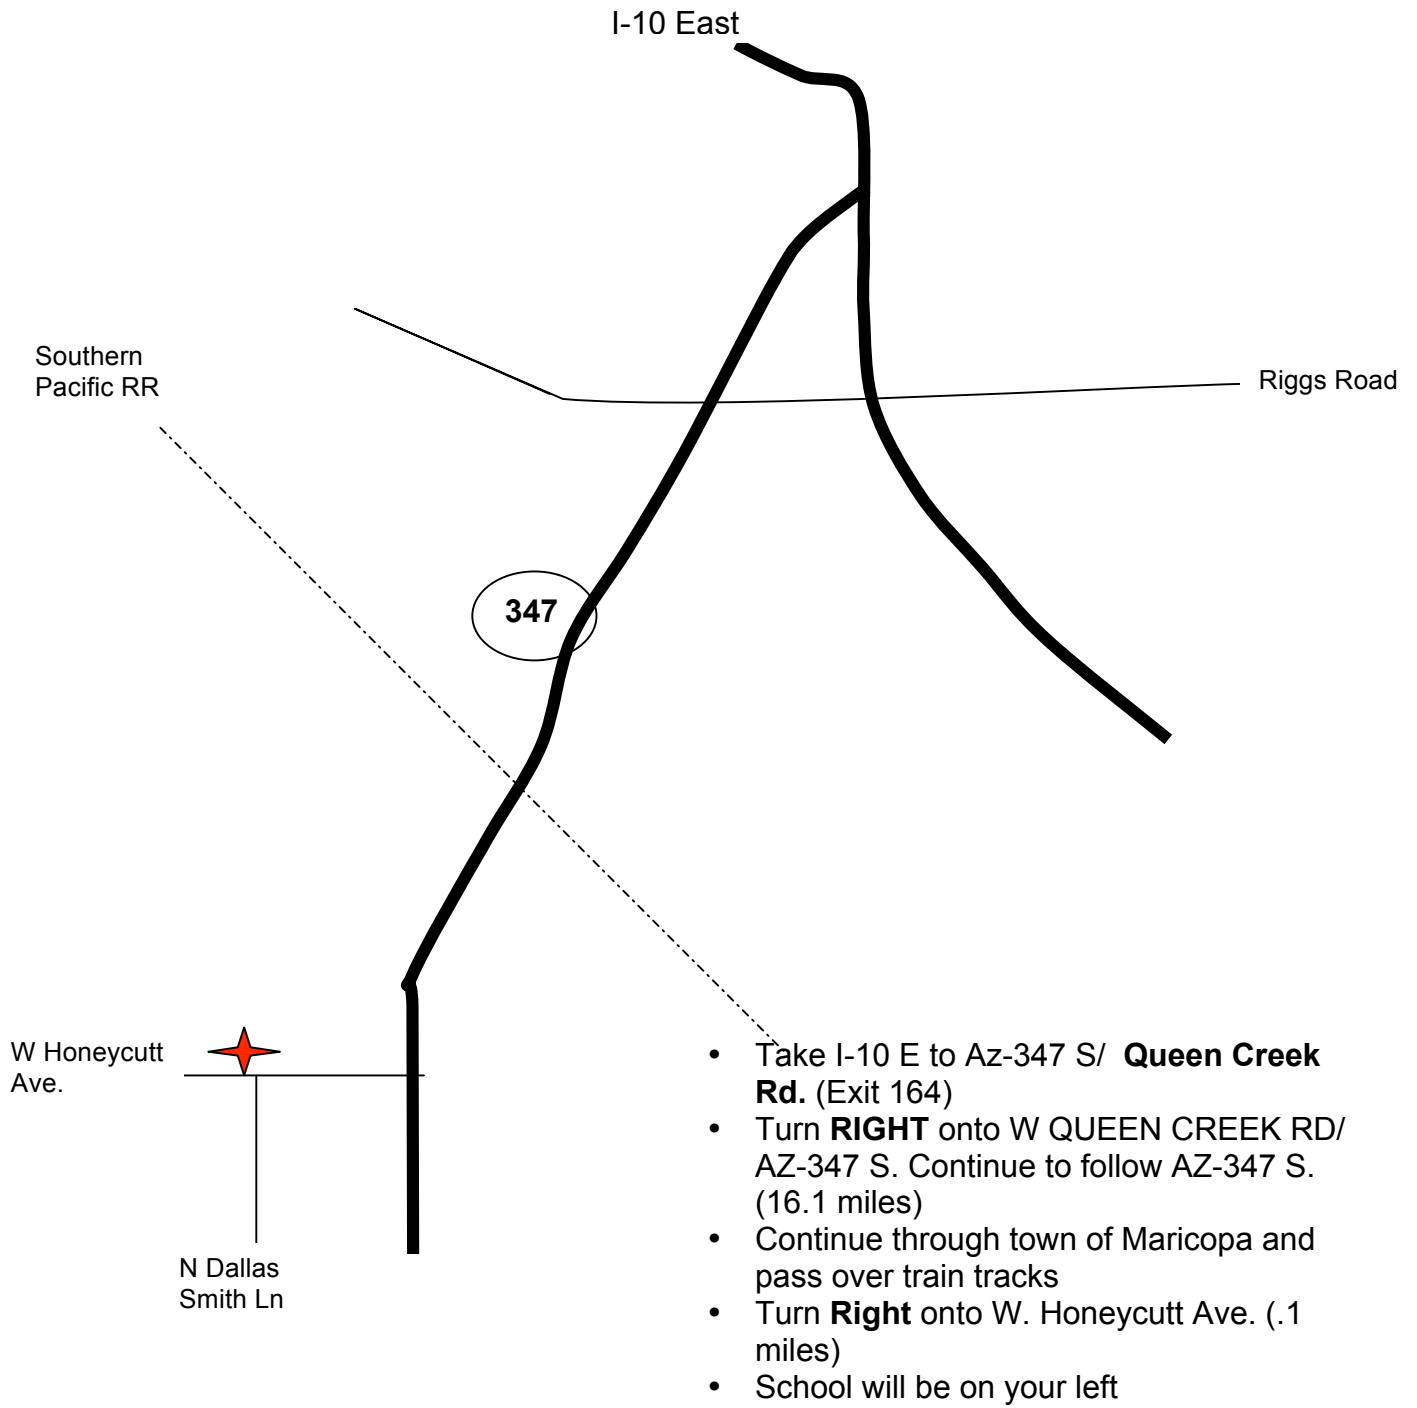 I-10 East
Southern
Pacific RR
Riggs Road
347
W Honeycutt
Ave.
N Dallas
Smith Ln
• Take I-10 E to Az-347 S/ Queen Creek
Rd. (Exit 164)
• Turn RIGHT onto W QUEEN CREEK RD/
AZ-347 S. Continue to follow AZ-347 S.
(16.1 miles)
• Continue through town of Maricopa and
pass over train tracks
• Turn Right onto W. Honeycutt Ave. (.1
miles)
• School will be on your left